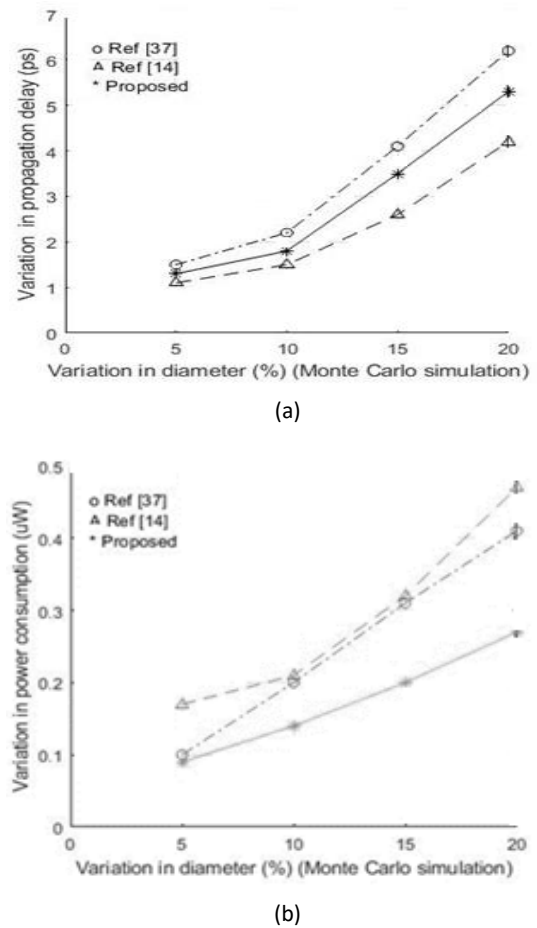 7
6
5
4
3
2
1
0
Variation in propagation delay (ps)
Ref [37]
Ref [14]
* Proposed
0 5 10 15 20
Variation in diameter (%) (Monte Carlo simulation)
(a)
0.5
0.4
0.3
0.2
0.1
0
Variation in power consumption (uW)
Ref [37]
Ref [14]
* Proposed
0 5 10 15 20
Variation in diameter (%) (Monte Carlo simulation)
(b)